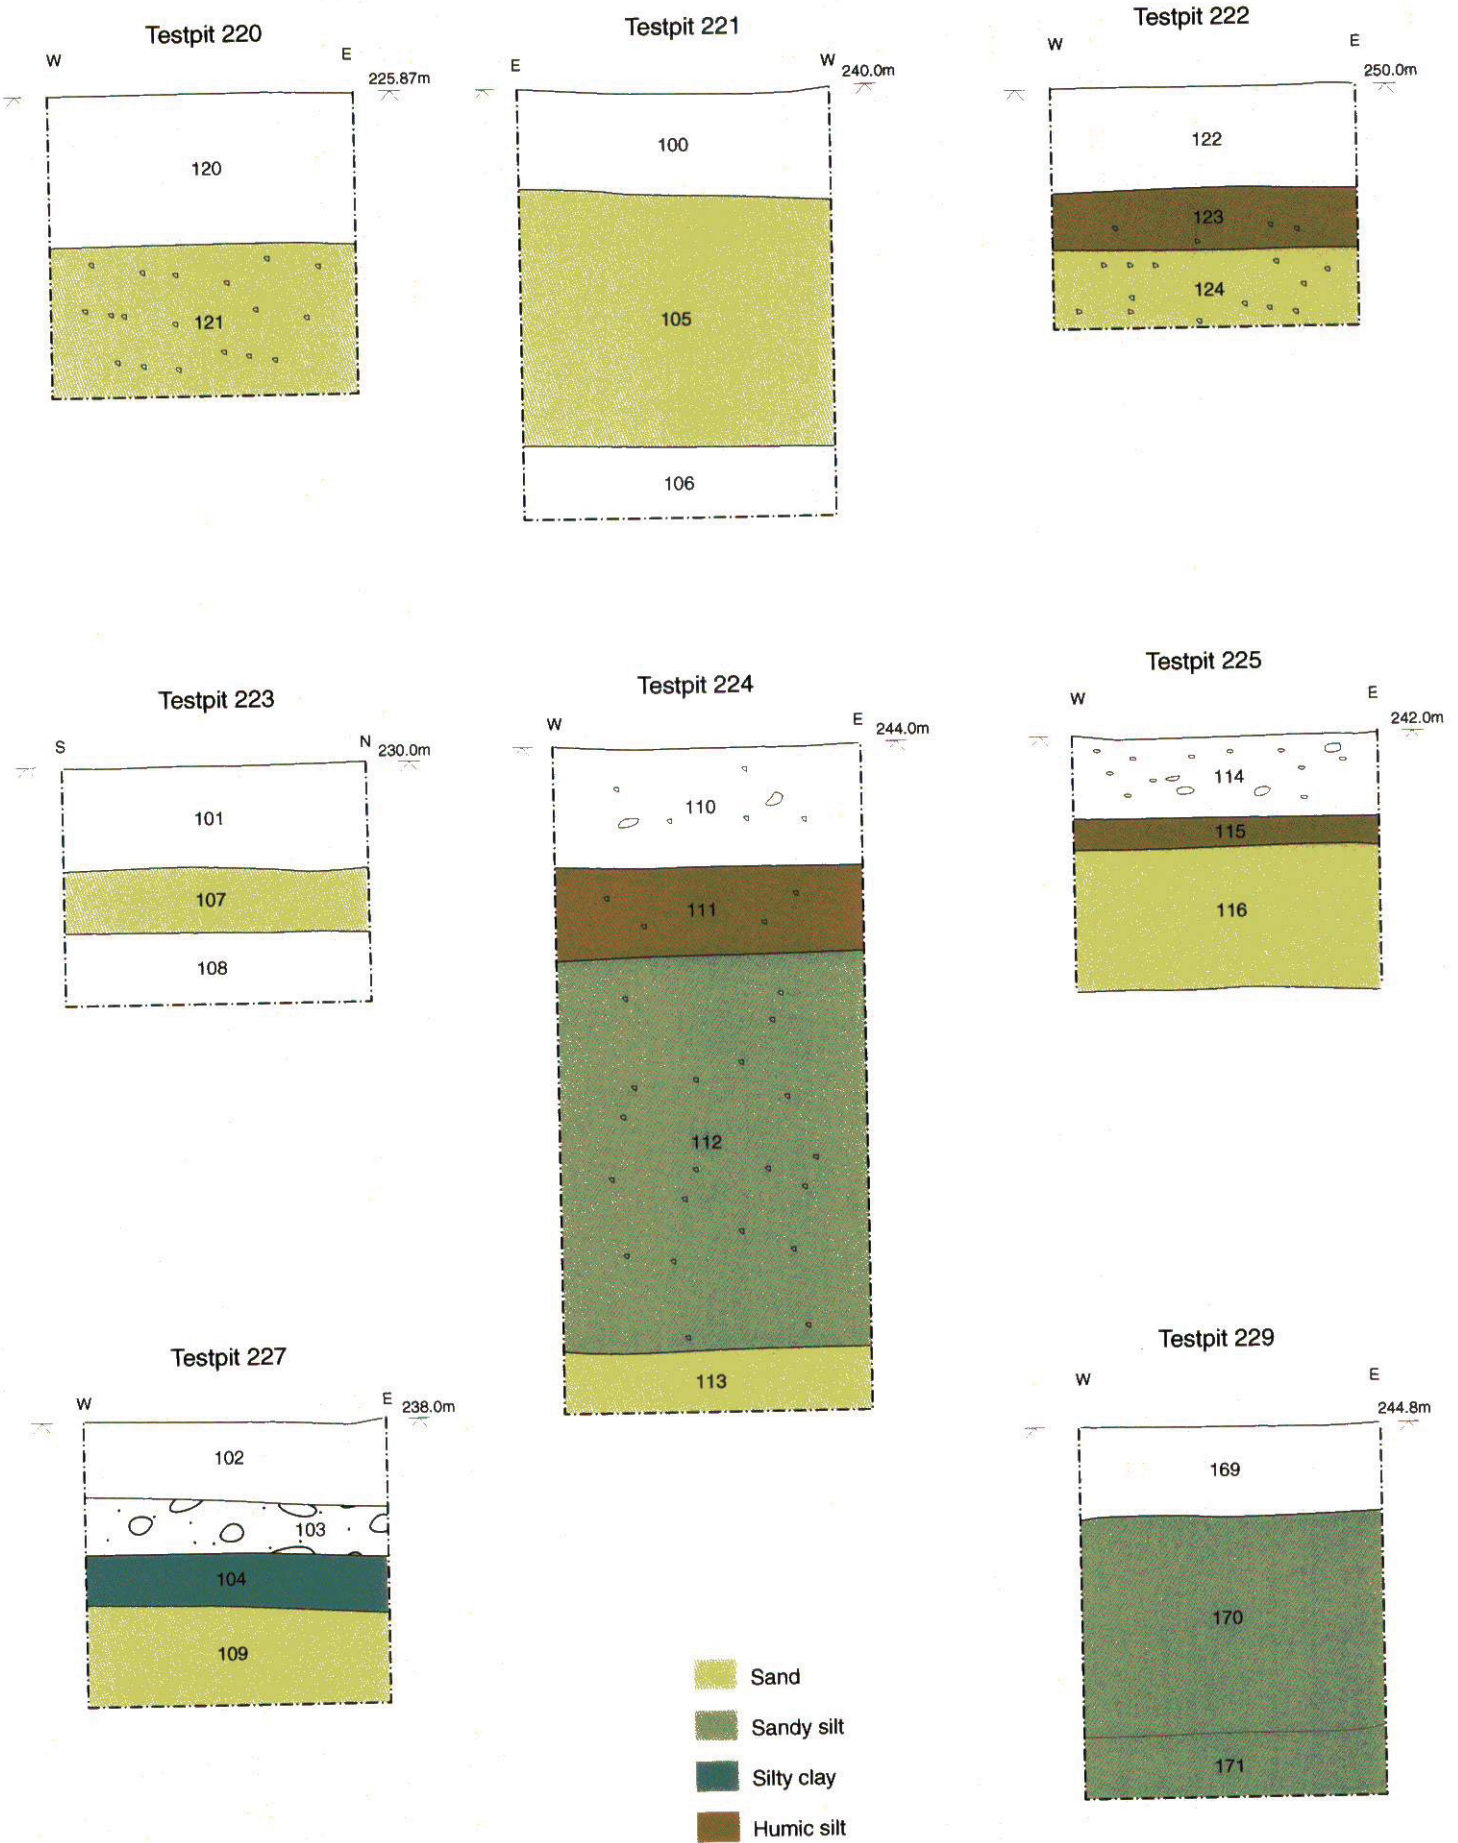 Testpit 220
W E
225.87m
120
121
Testpit 221
E W
240.0m
100
105
106
Testpit 222
W E
250.0m
122
123
124
Testpit 223
S N
230.0m
101
107
108
Testpit 224
W E
244.0m
110
111
112
113
Testpit 225
W E
242.0m
114
115
116
Testpit 227
W E
238.0m
102
103
104
109
Testpit 229
W E
244.8m
169
170
171
Sand
Sandy silt
Silty clay
Humic silt